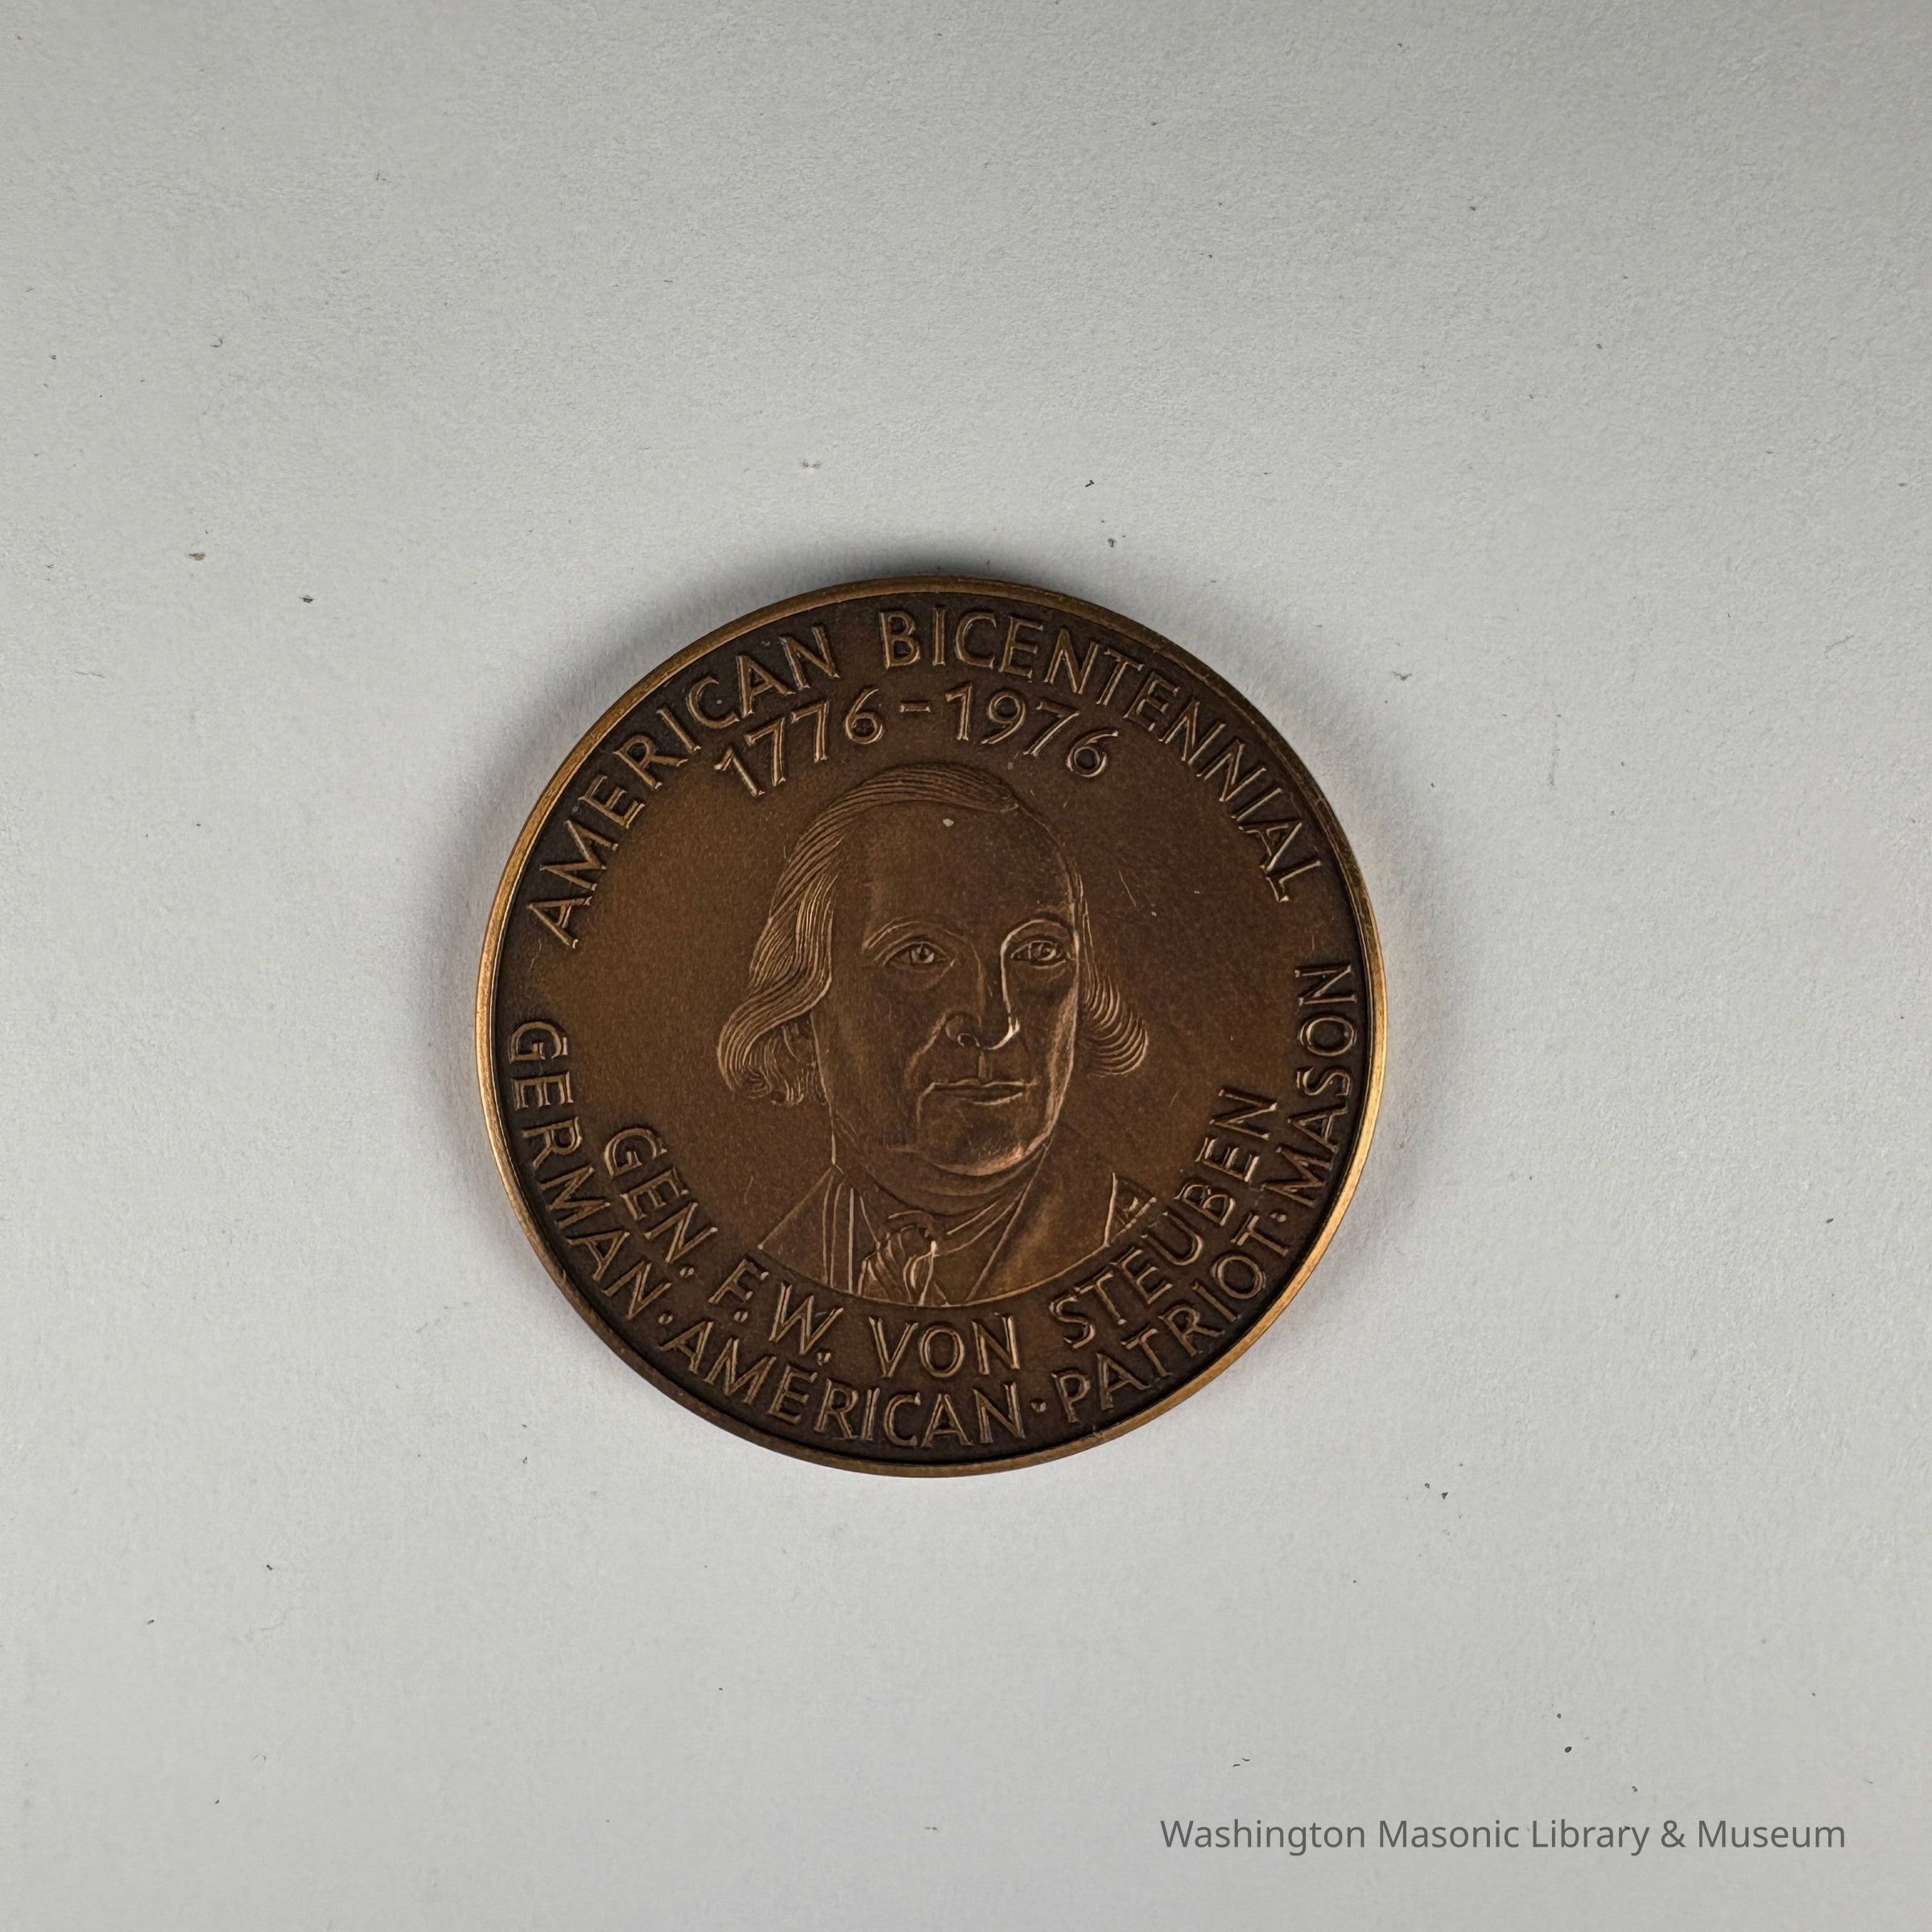 AMERICAN BICENTENNIAL
1776-1976
GEN. F. W. VON STEUBEN
GERMAN·AMERICAN·PATRIOT·MASON
Washington Masonic Library & Museum